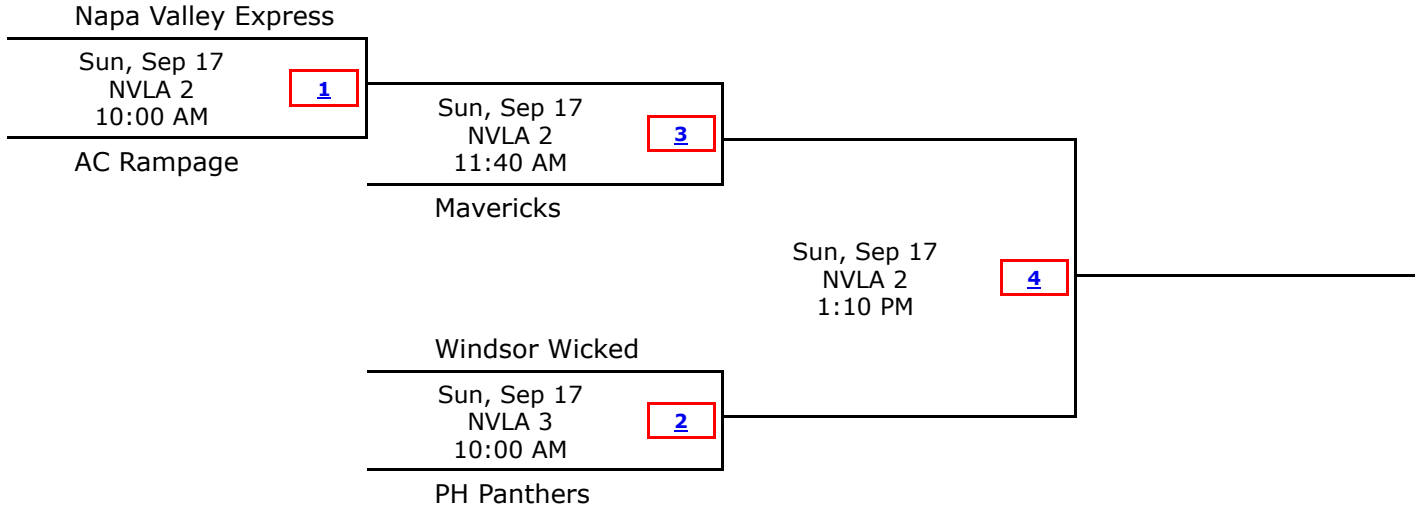 Napa Valley Express
Sun, Sep 17
NVLA 2
10:00 AM
1
AC Rampage
Sun, Sep 17
NVLA 2
11:40 AM
3
Mavericks
Sun, Sep 17
NVLA 2
1:10 PM
4
Windsor Wicked
Sun, Sep 17
NVLA 3
10:00 AM
2
PH Panthers